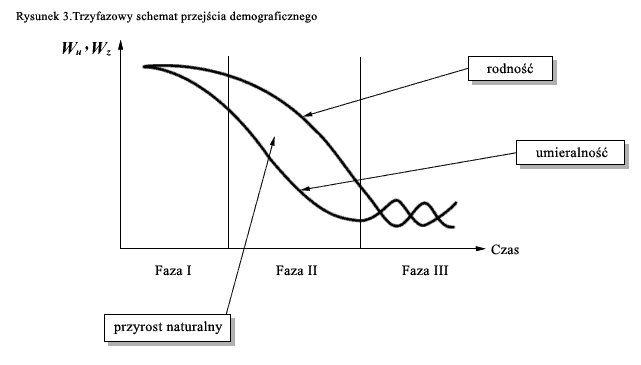 Rysunek 3.Trzyfazowy schemat przejścia demograficznego
Wu , Wz
rodność
umieralność
Czas
Faza I
Faza II
Faza III
przyrost naturalny